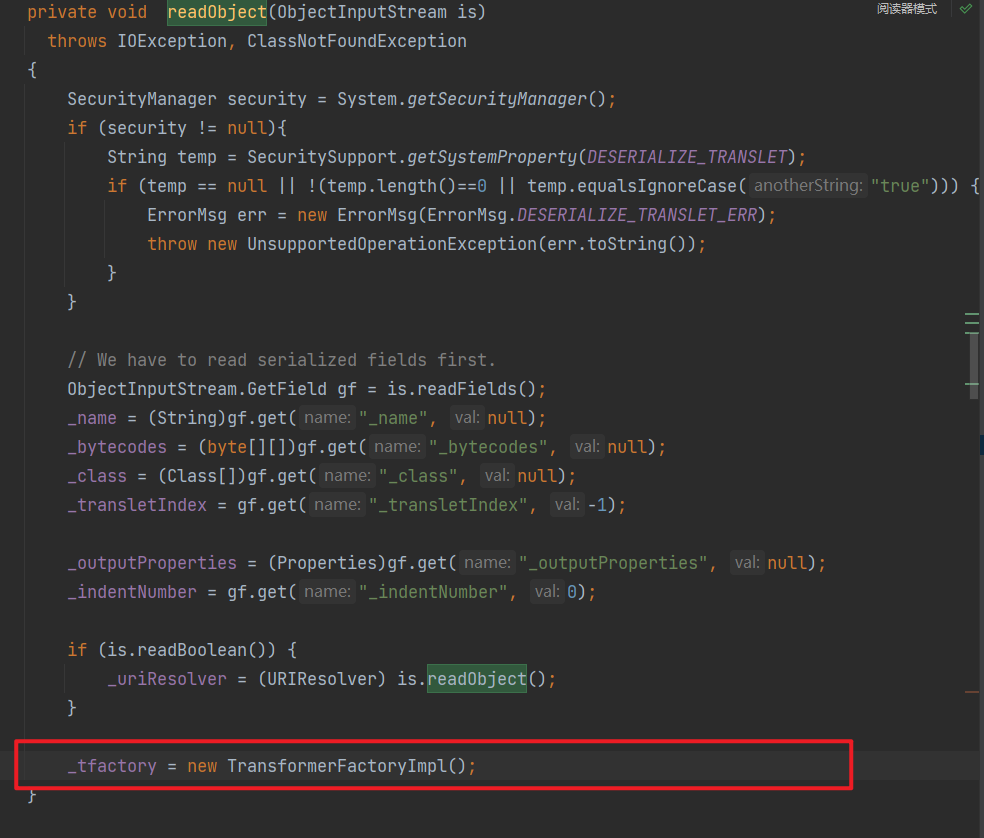 private void readObject(ObjectInputStream is)
阅读器模式
throws IOException, ClassNotFoundException
{
SecurityManager security = System.getSecurityManager();
if (security != null){
String temp = SecuritySupport.getSystemProperty(DESERIALIZE_TRANSLET);
if (temp == null || !(temp.length()==0 || temp.equalsIgnoreCase( anotherString: "true"))) {
ErrorMsg err = new ErrorMsg(ErrorMsg.DESERIALIZE_TRANSLET_ERR);
throw new UnsupportedOperationException(err.toString());
}
}
// We have to read serialized fields first.
ObjectInputStream.GetField gf = is.readFields();
_name = (String)gf.get( name: "_name", val: null);
_bytecodes = (byte[][])gf.get( name: "_bytecodes", val: null);
_class = (Class[])gf.get( name: "_class", val: null);
_transletIndex = gf.get( name: "_transletIndex", val: -1);
_outputProperties = (Properties)gf.get( name: "_outputProperties", val: null);
_indentNumber = gf.get( name: "_indentNumber", val: 0);
if (is.readBoolean()) {
_uriResolver = (URIResolver) is.readObject();
}
_tfactory = new TransformerFactoryImpl();
}